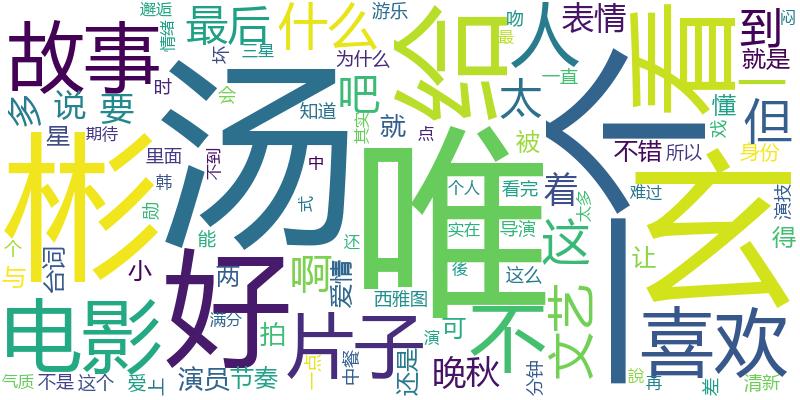 邂逅
情绪
最后
坏
三星
什么
为什么
游乐
给
吻
最
人
一直
表情
太
看
到
就是
闷
故事
多
说
要
时
会
知道
吧
就
其实
点
被
不错
所以
懂
戏
但
身份
星
期待
里面
不到
中
汤
唯
个人
看完
实在
导演
这么
太多
着
一个
难过
玄
演技
彬
韩
勋
能
式
还
後
这
让
得
个
与
台词
小
好
两
啊
爱情
西雅图
可
不
文艺
喜欢
电影
满分
拍
片子
一点
中餐
还是
演
晚秋
分钟
再
說
差
清新
气质
不是
这个
爱
上
演员
节奏